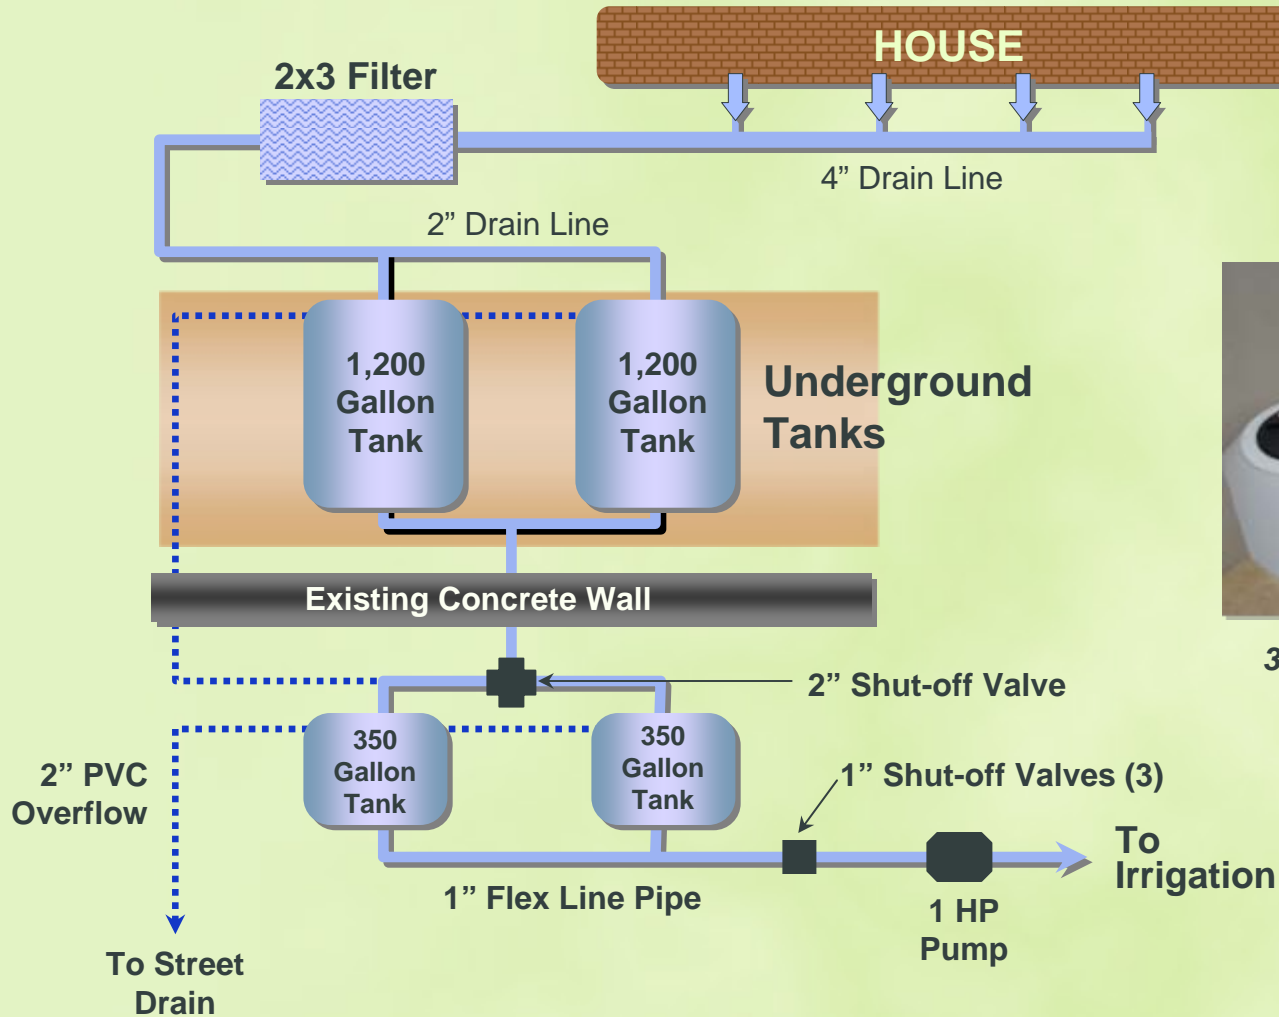 HOUSE
2x3 Filter
4” Drain Line
2” Drain Line
1,200
Gallon
Tank
1,200
Gallon
Tank
Underground
Tanks
Existing Concrete Wall
2” Shut-off Valve
350
Gallon
Tank
350
Gallon
Tank
2” PVC
Overflow
1” Shut-off Valves (3)
To
Irrigation
1” Flex Line Pipe
1 HP
Pump
To Street
Drain
3